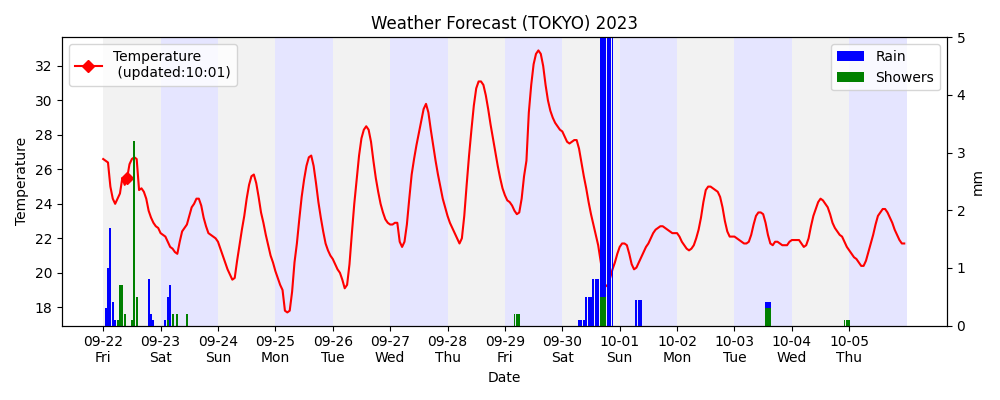 Weather Forecast (TOKYO) 2023
Temperature
(updated:10:01)
Rain
Showers
Temperature
32
30
28
26
24
22
20
18
5
4
3
2
1
0
mm
09-22 09-23 09-24 09-25 09-26 09-27 09-28 09-29 09-30 10-01 10-02 10-03 10-04 10-05
Fri Sat Sun Mon Tue Wed Thu Fri Sat Sun Mon Tue Wed Thu
Date